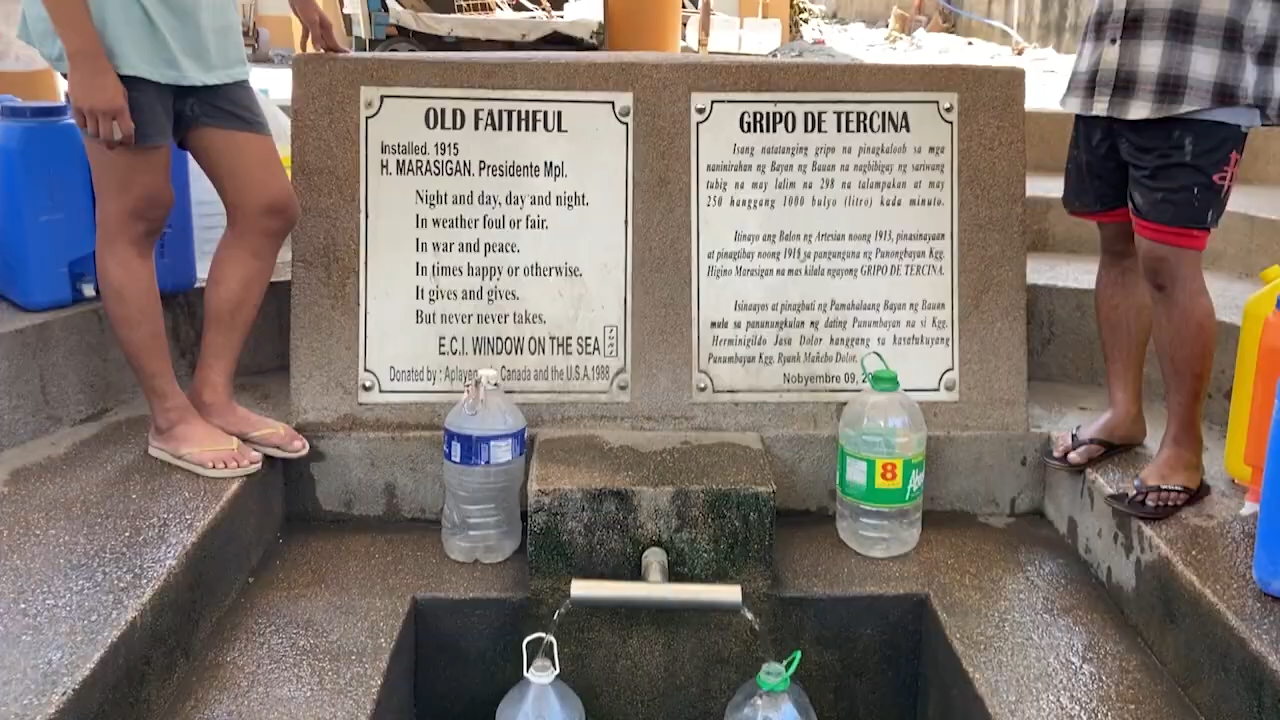 OLD FAITHFUL
Installed. 1915
H. MARASIGAN. Presidente Mpl.
Night and day, day and night.
In weather foul or fair.
In war and peace.
In times happy or otherwise.
It gives and gives.
But never never takes.
E.C.I. WINDOW ON THE SEA
Donated by : Canada and the U.S.A. 1988
GRIPO DE TERCINA
Isang natatanging gripo na pinagkaloob sa mga
naninirahan ng Bayan ng Bauan na nagbibigay ng sariwang
tubig na may lalim na 298 na talampakan at may
250 hanggang 1000 bulyo (litro) kada minuto.
Itinayo ang Balon ng Artesian noong 1913, pinasinayaan
at pinagtibay noong 1918 sa pangunguna ng Punongbayan Kgg.
Higino Marasigan na mas kilala ngayong GRIPO DE TERCINA.
Isinaayos at pinagbuti ng Pamahalaang Bayan ng Bauan
mula sa panunungkulan ng dating Punumbayan na si Kgg.
Herminigildo Jasa Dolor hanggang sa kasalukuyang
Punumbayan Kgg. Ryanh Mañebo Dolor.
Nobyembre 09,
8